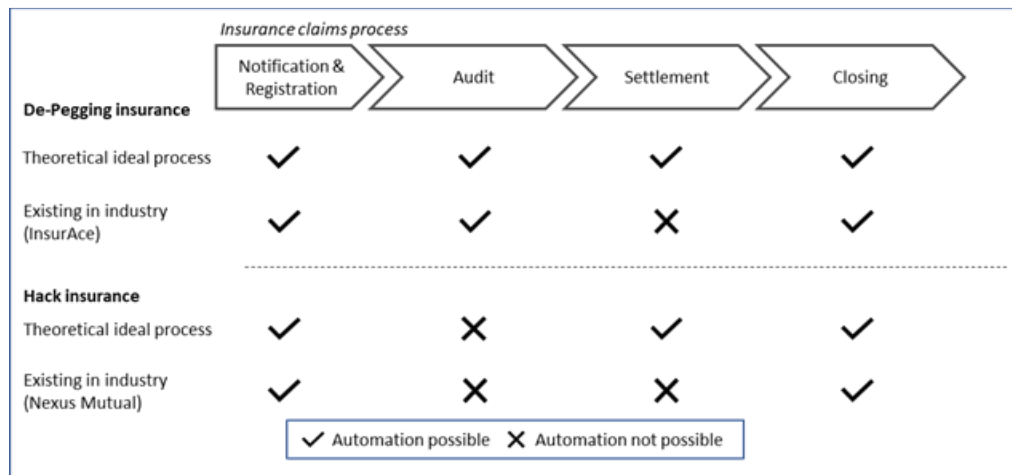 Insurance claims process
Notification &
Registration
Audit
Settlement
Closing
De-Pegging insurance
Theoretical ideal process
Existing in industry
(InsurAce)
Hack insurance
Theoretical ideal process
Existing in industry
(Nexus Mutual)
Automation possible
Automation not possible